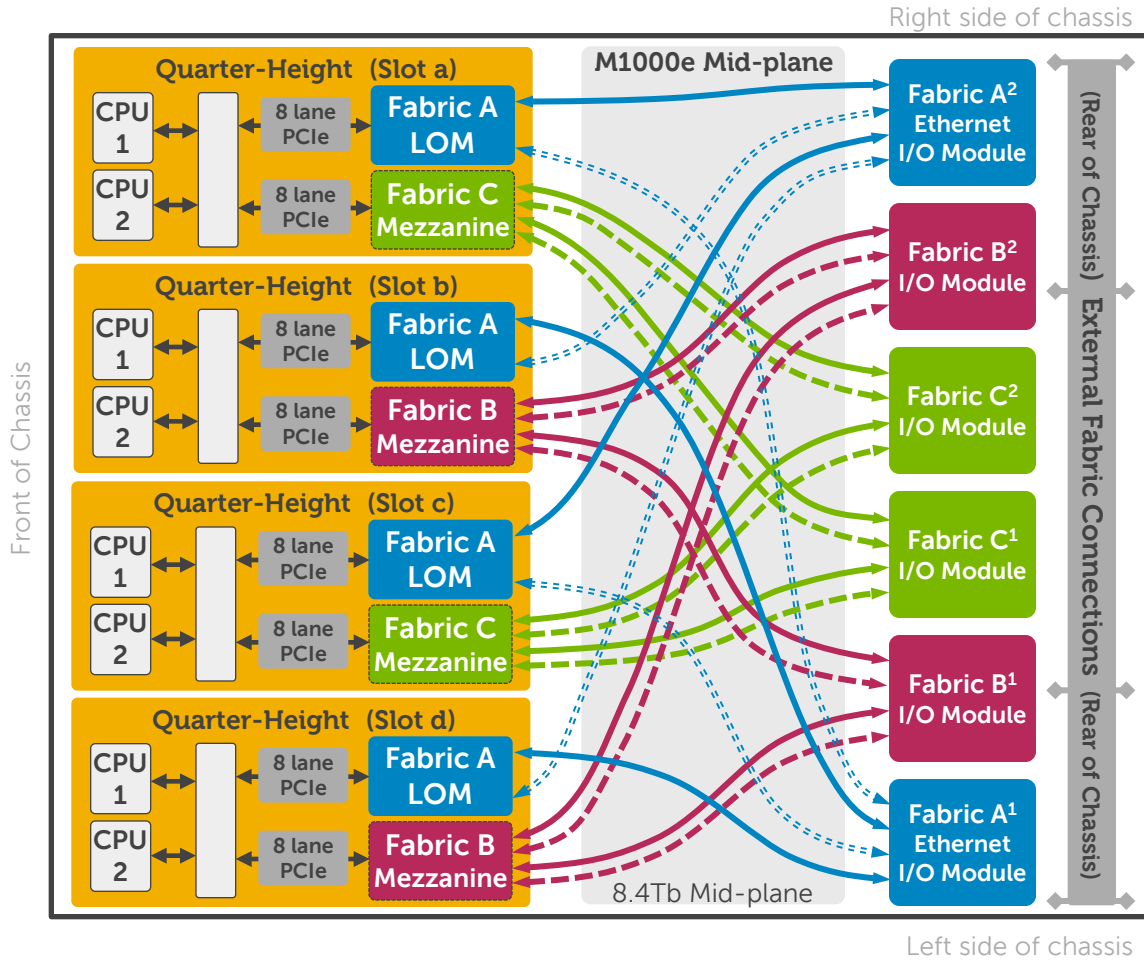 Right side of chassis
Front of Chassis
Quarter-Height (Slot a)
CPU
1
CPU
2
8 lane
PCIe
8 lane
PCIe
Fabric A
LOM
Fabric C
Mezzanine
Quarter-Height (Slot b)
CPU
1
CPU
2
8 lane
PCIe
8 lane
PCIe
Fabric A
LOM
Fabric B
Mezzanine
Quarter-Height (Slot c)
CPU
1
CPU
2
8 lane
PCIe
8 lane
PCIe
Fabric A
LOM
Fabric C
Mezzanine
Quarter-Height (Slot d)
CPU
1
CPU
2
8 lane
PCIe
8 lane
PCIe
Fabric A
LOM
Fabric B
Mezzanine
M1000e Mid-plane
8.4Tb Mid-plane
Fabric A²
Ethernet
I/O Module
Fabric B²
I/O Module
Fabric C²
I/O Module
Fabric C¹
I/O Module
Fabric B¹
I/O Module
Fabric A¹
Ethernet
I/O Module
(Rear of Chassis)
External Fabric Connections
(Rear of Chassis)
Left side of chassis